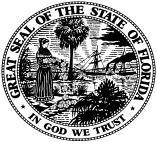 GREAT SEAL OF THE STATE OF FLORIDA
IN GOD WE TRUST